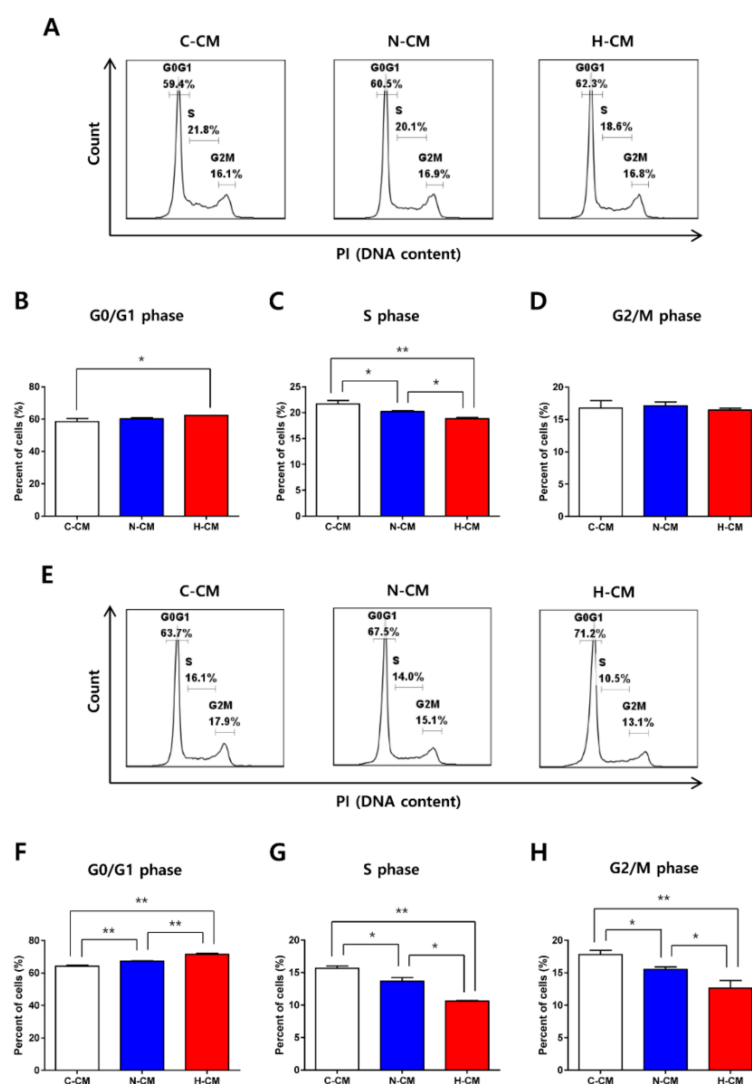 A
C-CM N-CM H-CM
G0G1 G0G1 G0G1
59.4% 60.5% 62.3%
S S S
21.8% 20.1% 18.6%
G2M G2M G2M
16.1% 16.9% 16.8%
Count
PI (DNA content)
B C D
G0/G1 phase S phase G2/M phase
* ** * *
Percent of cells (%)
80
60
40
20
0
C-CM N-CM H-CM
Percent of cells (%)
25
20
15
10
5
0
C-CM N-CM H-CM
Percent of cells (%)
20
15
10
5
0
C-CM N-CM H-CM
E
C-CM N-CM H-CM
G0G1 G0G1 G0G1
63.7% 67.5% 71.2%
S S S
16.1% 14.0% 10.5%
G2M G2M G2M
17.9% 15.1% 13.1%
Count
PI (DNA content)
F G H
G0/G1 phase S phase G2/M phase
** ** **
** ** * * * *
Percent of cells (%)
80
60
40
20
0
C-CM N-CM H-CM
Percent of cells (%)
20
15
10
5
0
C-CM N-CM H-CM
Percent of cells (%)
20
15
10
5
0
C-CM N-CM H-CM